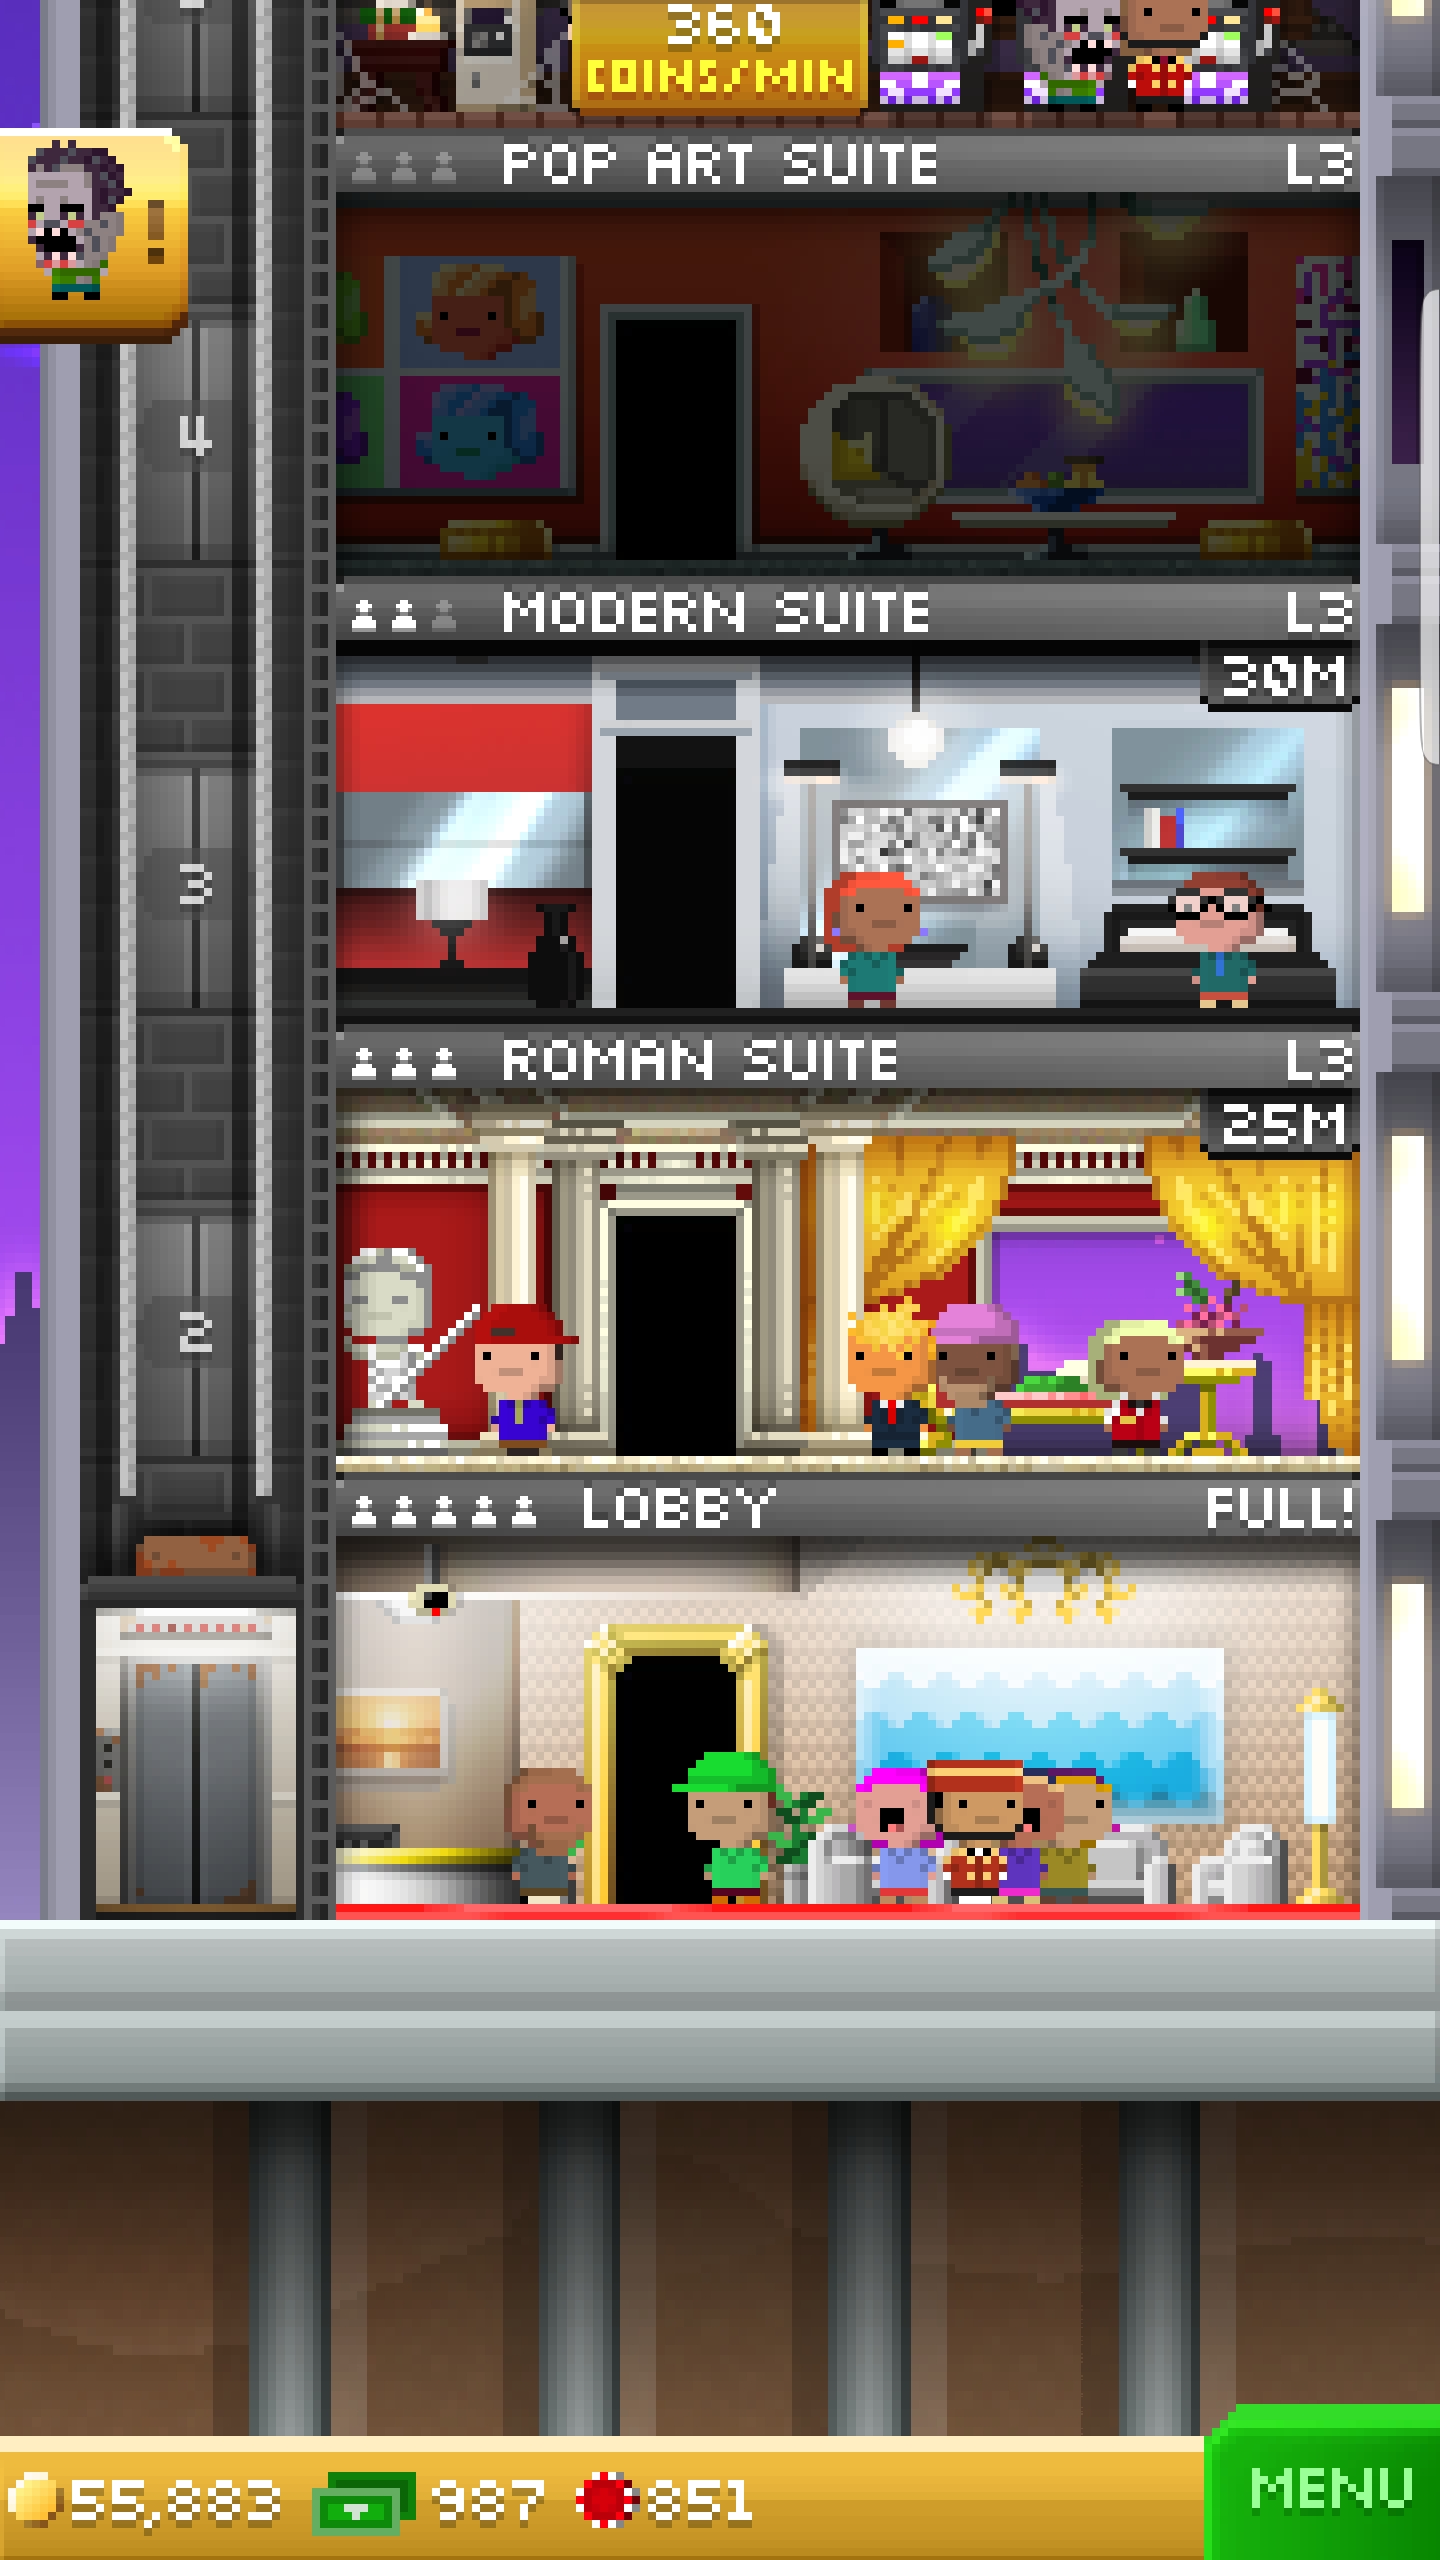 360
COINS/MIN
POP ART SUITE L3
!
4
MODERN SUITE L3
30M
3
ROMAN SUITE L3
25M
2
LOBBY FULL!
55,883 987 851
MENU